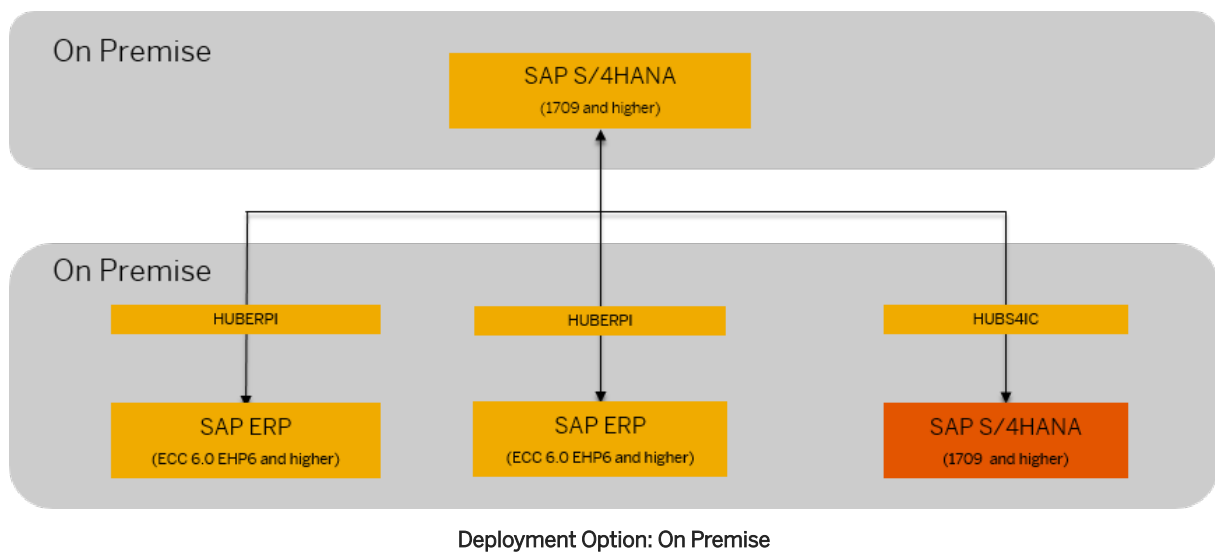 On Premise
SAP S/4HANA
(1709 and higher)
On Premise
HUBERPI
HUBERPI
HUBS4IC
SAP ERP
(ECC 6.0 EHP6 and higher)
SAP ERP
(ECC 6.0 EHP6 and higher)
SAP S/4HANA
(1709 and higher)
Deployment Option: On Premise